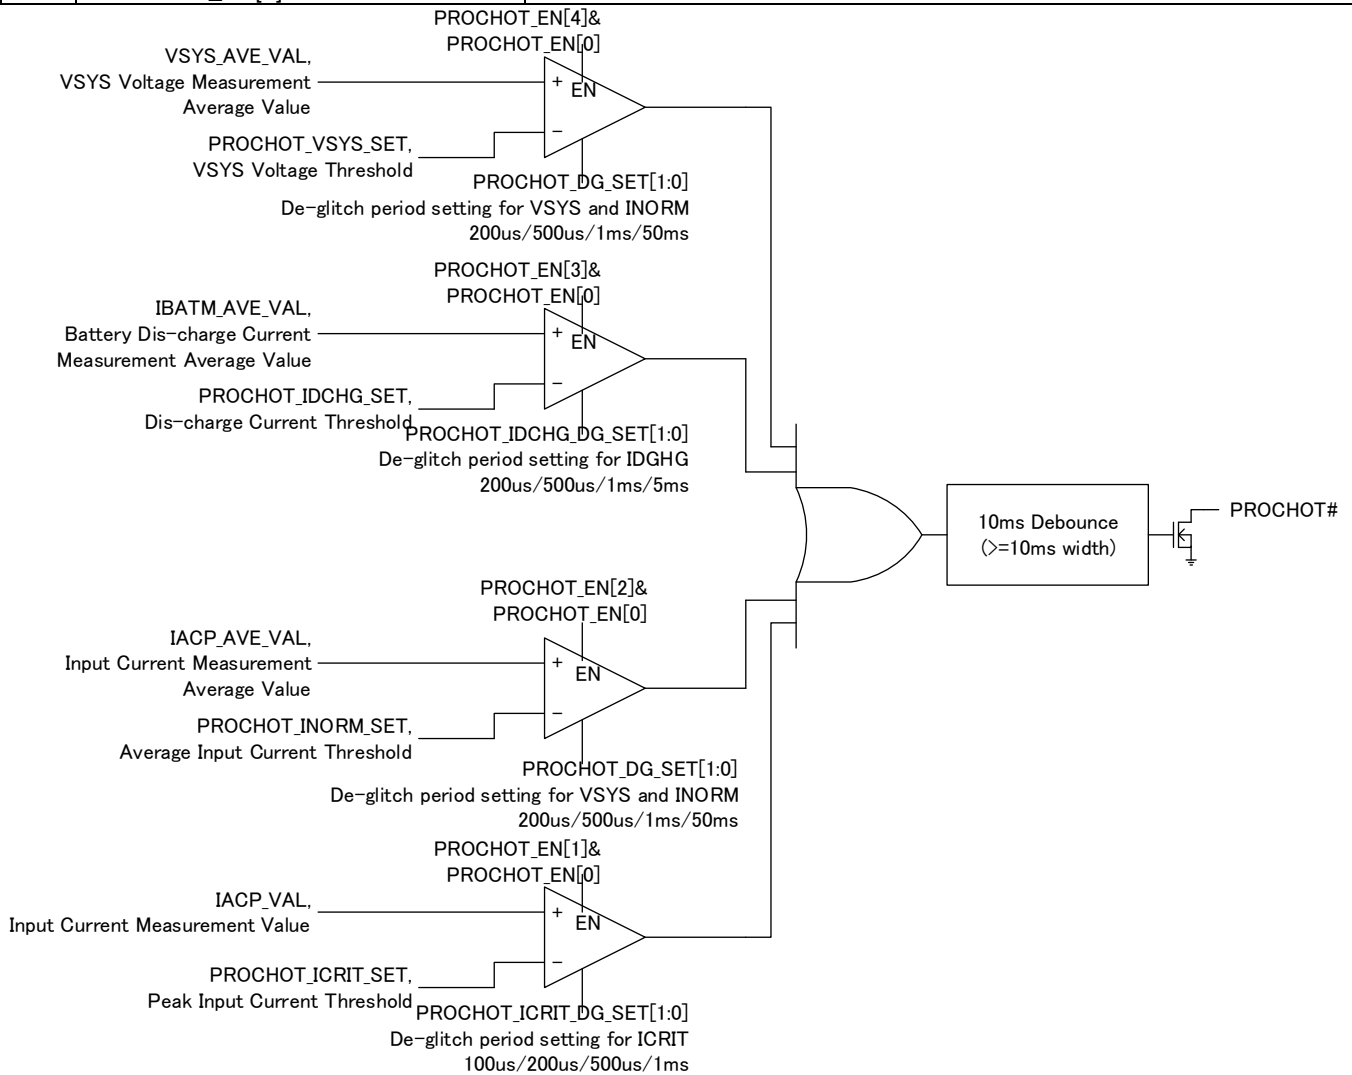 PROCHOT_EN[4]&
PROCHOT_EN[0]
VSYS_AVE_VAL,
VSYS Voltage Measurement
Average Value
+
EN
−
PROCHOT_VSYS_SET,
VSYS Voltage Threshold
PROCHOT_DG_SET[1:0]
De-glitch period setting for VSYS and INORM
200us/500us/1ms/50ms
PROCHOT_EN[3]&
PROCHOT_EN[0]
IBATM_AVE_VAL,
Battery Dis-charge Current
Measurement Average Value
+
EN
−
PROCHOT_IDCHG_SET,
Dis-charge Current Threshold
PROCHOT_IDCHG_DG_SET[1:0]
De-glitch period setting for IDGHG
200us/500us/1ms/5ms
10ms Debounce
(>=10ms width)
PROCHOT#
PROCHOT_EN[2]&
PROCHOT_EN[0]
IACP_AVE_VAL,
Input Current Measurement
Average Value
+
EN
−
PROCHOT_INORM_SET,
Average Input Current Threshold
PROCHOT_DG_SET[1:0]
De-glitch period setting for VSYS and INORM
200us/500us/1ms/50ms
PROCHOT_EN[1]&
PROCHOT_EN[0]
IACP_VAL,
Input Current Measurement Value
+
EN
−
PROCHOT_ICRIT_SET,
Peak Input Current Threshold
PROCHOT_ICRIT_DG_SET[1:0]
De-glitch period setting for ICRIT
100us/200us/500us/1ms